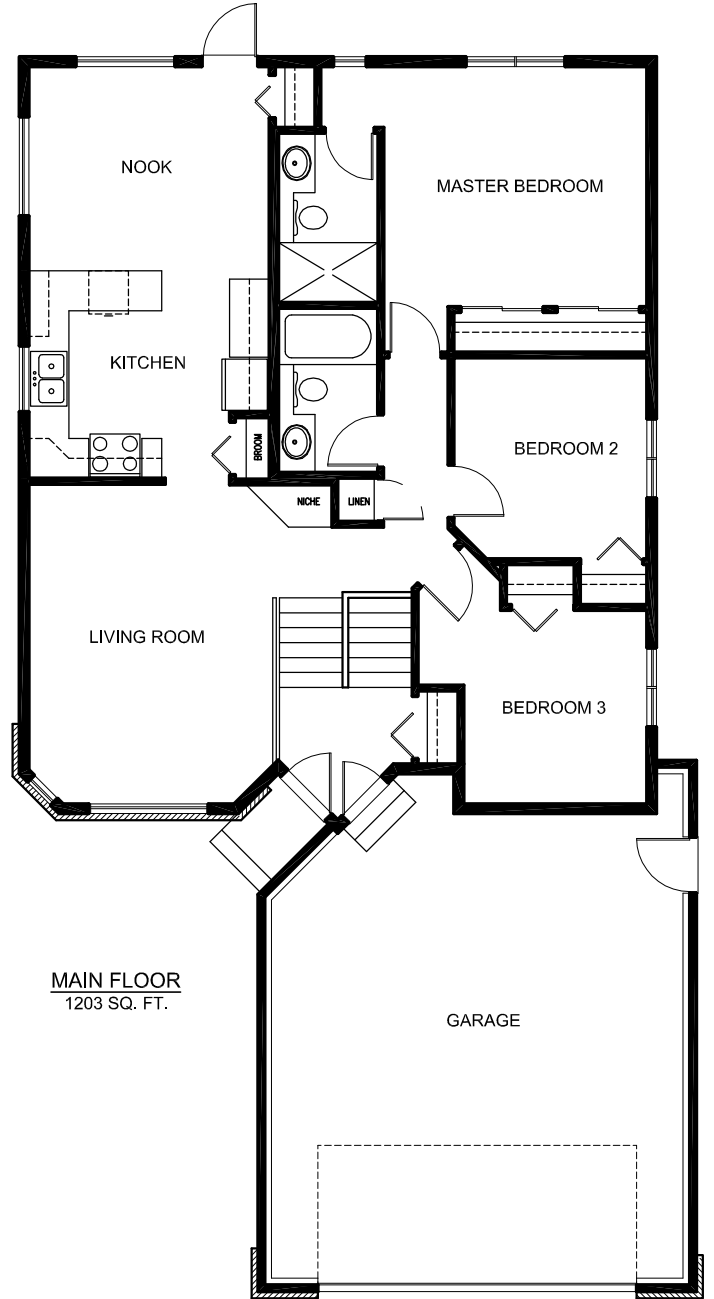 NOOK
MASTER BEDROOM
KITCHEN
BROOM
BEDROOM 2
NICHE
LINEN
LIVING ROOM
BEDROOM 3
MAIN FLOOR
1203 SQ. FT.
GARAGE